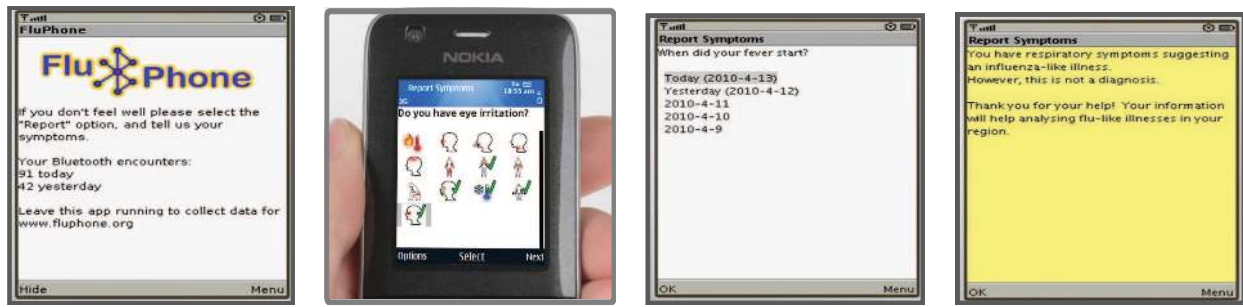 FluPhone
Flu Phone
If you don't feel well please select the
"Report" option, and tell us your
symptoms.
Your Bluetooth encounters:
91 today
42 yesterday
Leave this app running to collect data for
www.fluphone.org
Hide Menu
NOKIA
Report Symptoms
10:55 am
3G
Do you have eye irritation?
Options Select Next
Report Symptoms
When did your fever start?
Today (2010-4-13)
Yesterday (2010-4-12)
2010-4-11
2010-4-10
2010-4-9
OK Menu
Report Symptoms
You have respiratory symptoms suggesting
an influenza-like illness.
However, this is not a diagnosis.
Thank you for your help! Your information
will help analysing flu-like illnesses in your
region.
OK Menu